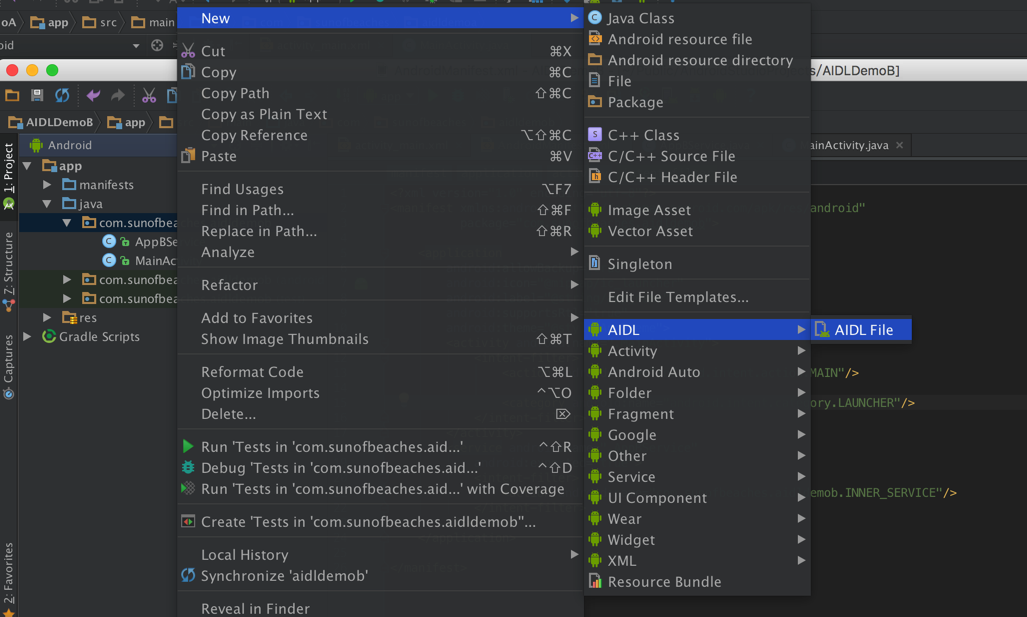 oA
app
src
main
oid
s/AIDLDemoB]
AIDLDemoB
app
ainActivity.java
1: Project
Z: Structure
Captures
2: Favorites
Android
app
manifests
java
com.sunofbea
AppBSe
MainAc
com.sunofbea
com.sunofbea
res
Gradle Scripts
New
Cut ⌘X
Copy ⌘C
Copy Path ⇧⌘C
Copy as Plain Text
Copy Reference ⌥⇧⌘C
Paste ⌘V
Find Usages ⌥F7
Find in Path... ⇧⌘F
Replace in Path... ⇧⌘R
Analyze
Refactor
Add to Favorites
Show Image Thumbnails ⇧⌘T
Reformat Code ⌥⌘L
Optimize Imports ^⌥O
Delete... ⌦
Run 'Tests in 'com.sunofbeaches.aid...' ^⇧R
Debug 'Tests in 'com.sunofbeaches.aid...' ^⇧D
Run 'Tests in 'com.sunofbeaches.aid...' with Coverage
Create 'Tests in 'com.sunofbeaches.aidldemob''...
Local History
Synchronize 'aidldemob'
Reveal in Finder
Java Class
Android resource file
Android resource directory
File
Package
C++ Class
C/C++ Source File
C/C++ Header File
Image Asset
Vector Asset
Singleton
Edit File Templates...
AIDL
Activity
Android Auto
Folder
Fragment
Google
Other
Service
UI Component
Wear
Widget
XML
Resource Bundle
AIDL File
android"
MAIN"/>
ory.LAUNCHER"/>
emob.INNER_SERVICE"/>